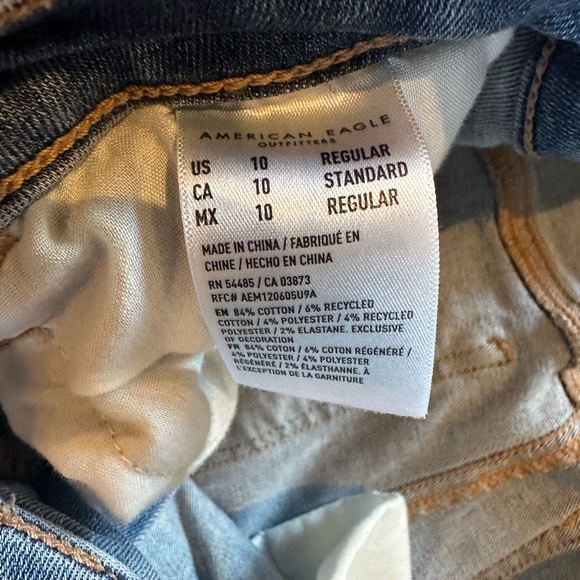 AMERICAN EAGLE
OUTFITTERS
US 10 REGULAR
CA 10 STANDARD
MX 10 REGULAR
MADE IN CHINA / FABRIQUÉ EN
CHINE / HECHO EN CHINA
RN 54485 / CA 03873
RFC# AEM120605U9A
EN 84% COTTON / 6% RECYCLED
COTTON / 4% POLYESTER / 4% RECYCLED
POLYESTER / 2% ELASTANE. EXCLUSIVE
OF DECORATION
FR 84% COTON / 6% COTON RÉGÉNÉRÉ /
4% POLYESTER / 4% POLYESTER
RÉGÉNÉRÉ / 2% ÉLASTHANNE. À
L'EXCEPTION DE LA GARNITURE